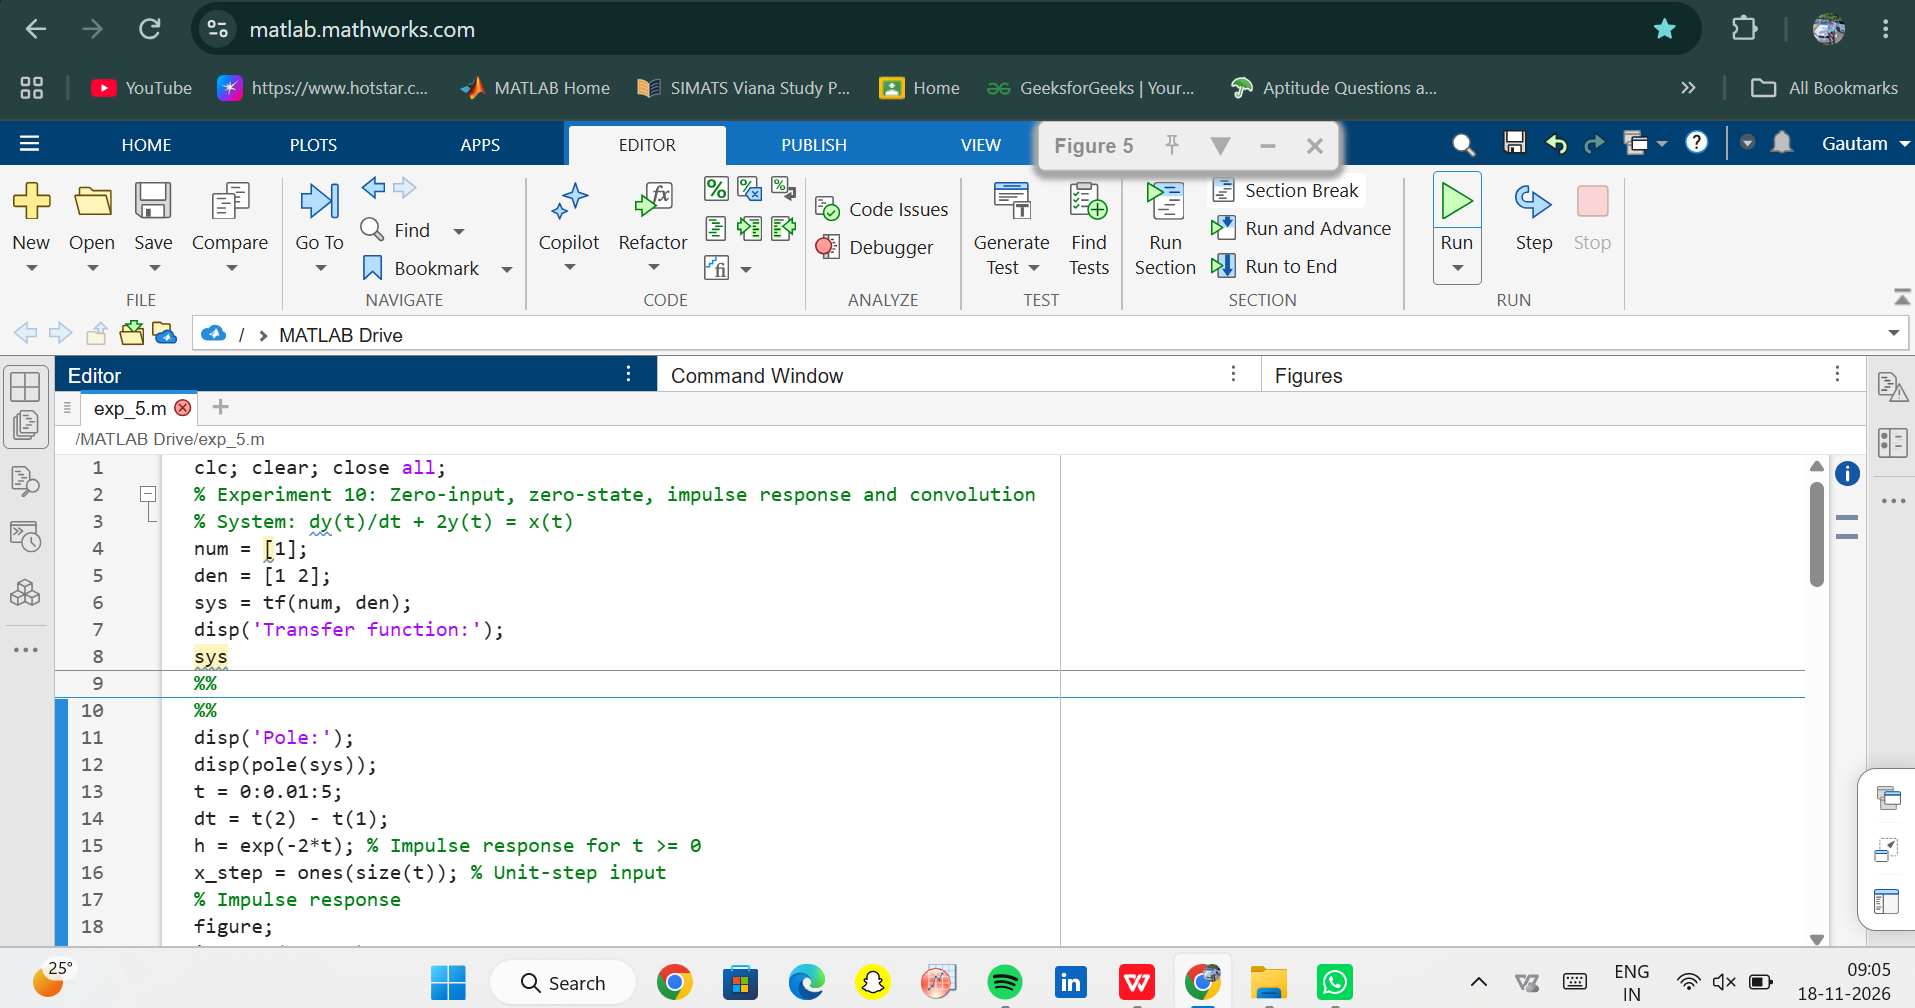 matlab.mathworks.com
YouTube
https://www.hotstar.c...
MATLAB Home
SIMATS Viana Study P...
Home
GeeksforGeeks | Your...
Aptitude Questions a...
»
All Bookmarks
HOME
PLOTS
APPS
EDITOR
PUBLISH
VIEW
Figure 5
Gautam
New
Open
Save
Compare
FILE
Go To
Find
Bookmark
NAVIGATE
Copilot
Refactor
CODE
Code Issues
Debugger
ANALYZE
Generate Test
Find Tests
TEST
Run Section
Section Break
Run and Advance
Run to End
SECTION
Run
Step
Stop
RUN
/ > MATLAB Drive
Editor
Command Window
Figures
exp_5.m
/MATLAB Drive/exp_5.m
1 clc; clear; close all;
2 % Experiment 10: Zero-input, zero-state, impulse response and convolution
3 % System: dy(t)/dt + 2y(t) = x(t)
4 num = [1];
5 den = [1 2];
6 sys = tf(num, den);
7 disp('Transfer function:');
8 sys
9 %%
10 %%
11 disp('Pole:');
12 disp(pole(sys));
13 t = 0:0.01:5;
14 dt = t(2) - t(1);
15 h = exp(-2*t); % Impulse response for t >= 0
16 x_step = ones(size(t)); % Unit-step input
17 % Impulse response
18 figure;
25°
Search
ENG
IN
09:05
18-11-2026